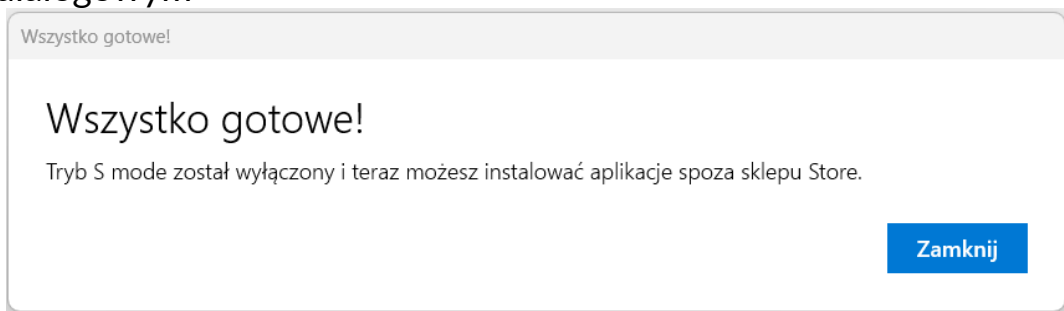 Wszystko gotowe!
Wszystko gotowe!
Tryb S mode został wyłączony i teraz możesz instalować aplikacje spoza sklepu Store.
Zamknij